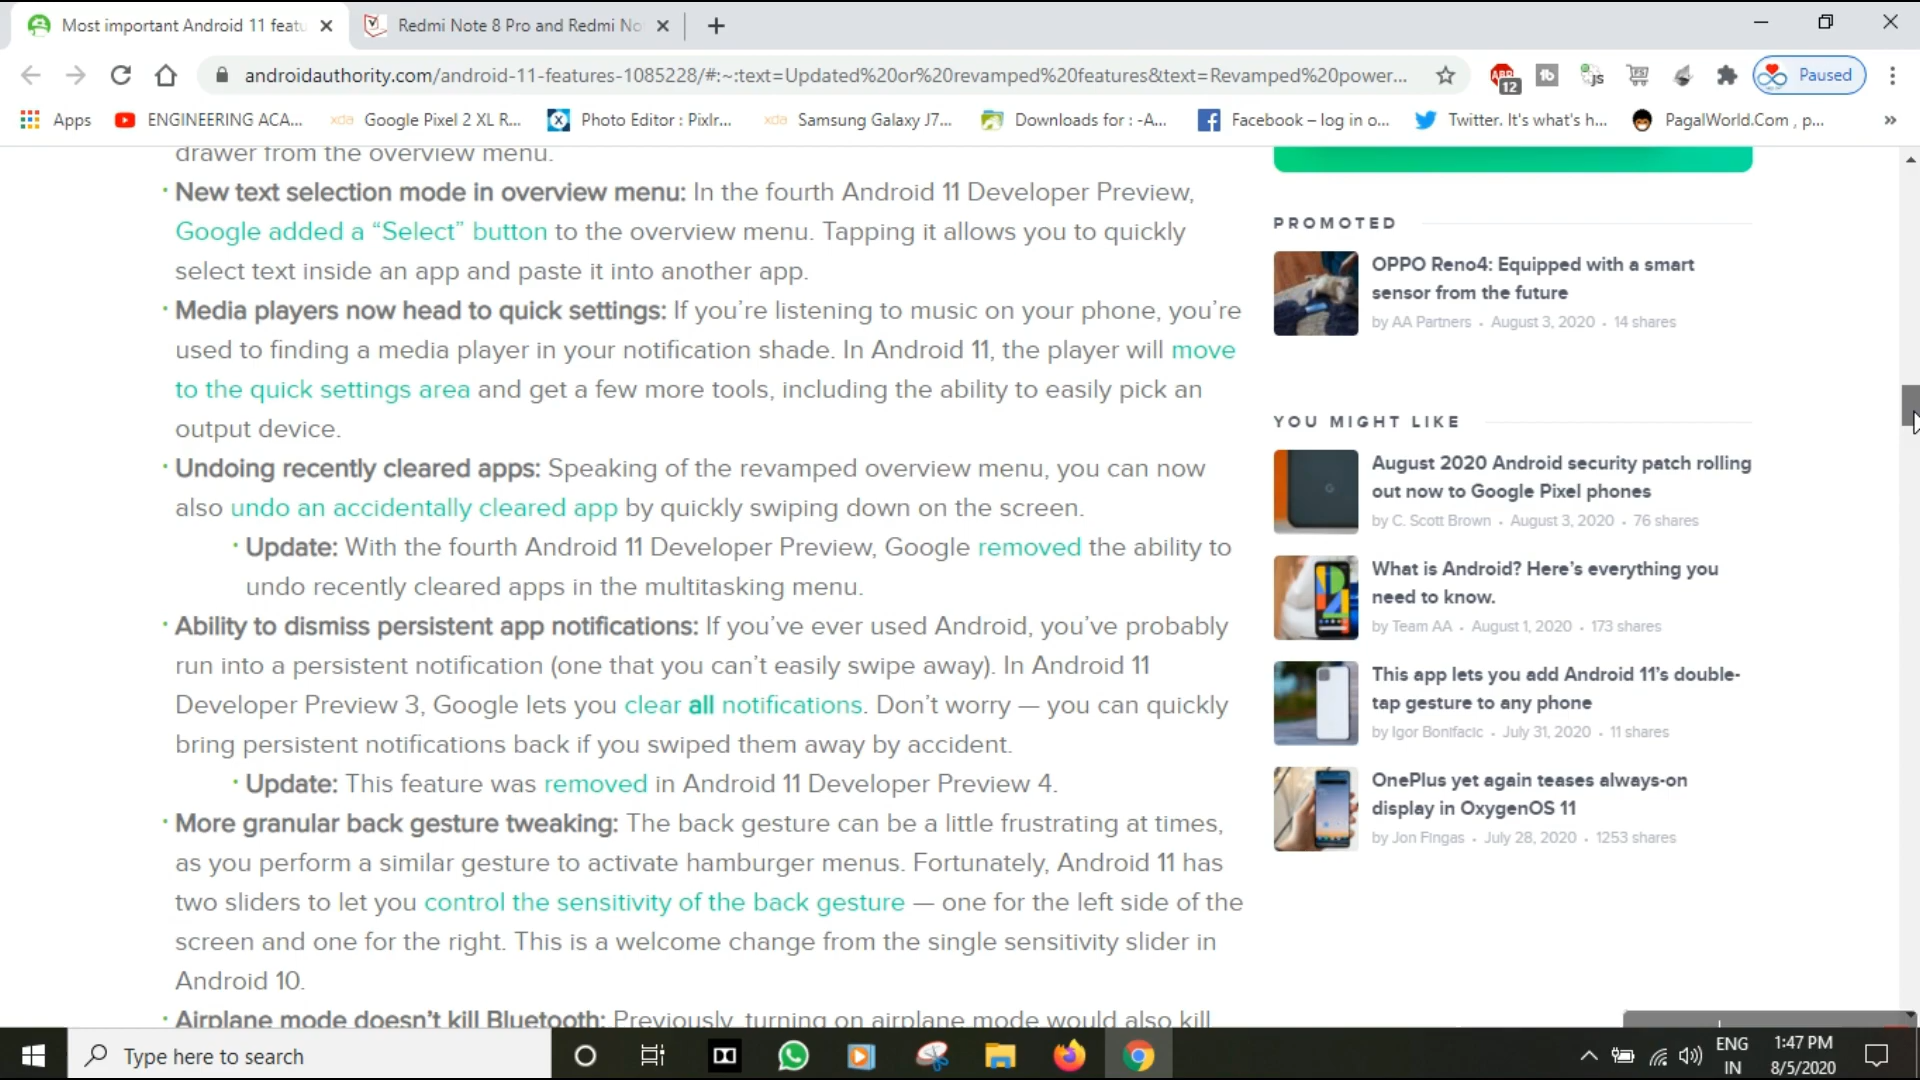 Most important Android 11 featu
Redmi Note 8 Pro and Redmi No
androidauthority.com/android-11-features-1085228/#:~:text=Updated%20or%20revamped%20features&text=Revamped%20power...
12
Paused
Apps
ENGINEERING ACA...
Google Pixel 2 XL R...
Photo Editor : Pixlr...
Samsung Galaxy J7...
Downloads for : -A...
Facebook – log in o...
Twitter. It's what's h...
PagalWorld.Com , p...
drawer from the overview menu.
New text selection mode in overview menu: In the fourth Android 11 Developer Preview,
Google added a “Select” button to the overview menu. Tapping it allows you to quickly
select text inside an app and paste it into another app.
Media players now head to quick settings: If you’re listening to music on your phone, you’re
used to finding a media player in your notification shade. In Android 11, the player will move
to the quick settings area and get a few more tools, including the ability to easily pick an
output device.
Undoing recently cleared apps: Speaking of the revamped overview menu, you can now
also undo an accidentally cleared app by quickly swiping down on the screen.
Update: With the fourth Android 11 Developer Preview, Google removed the ability to
undo recently cleared apps in the multitasking menu.
Ability to dismiss persistent app notifications: If you’ve ever used Android, you’ve probably
run into a persistent notification (one that you can’t easily swipe away). In Android 11
Developer Preview 3, Google lets you clear all notifications. Don’t worry — you can quickly
bring persistent notifications back if you swiped them away by accident.
Update: This feature was removed in Android 11 Developer Preview 4.
More granular back gesture tweaking: The back gesture can be a little frustrating at times,
as you perform a similar gesture to activate hamburger menus. Fortunately, Android 11 has
two sliders to let you control the sensitivity of the back gesture — one for the left side of the
screen and one for the right. This is a welcome change from the single sensitivity slider in
Android 10.
Airplane mode doesn’t kill Bluetooth: Previously, turning on airplane mode would also kill
PROMOTED
OPPO Reno4: Equipped with a smart
sensor from the future
by AA Partners • August 3, 2020 • 14 shares
YOU MIGHT LIKE
August 2020 Android security patch rolling
out now to Google Pixel phones
by C. Scott Brown • August 3, 2020 • 76 shares
What is Android? Here’s everything you
need to know.
by Team AA • August 1, 2020 • 173 shares
This app lets you add Android 11’s double-
tap gesture to any phone
by Igor Bonifacic • July 31, 2020 • 11 shares
OnePlus yet again teases always-on
display in OxygenOS 11
by Jon Fingas • July 28, 2020 • 1253 shares
Type here to search
ENG
IN
1:47 PM
8/5/2020